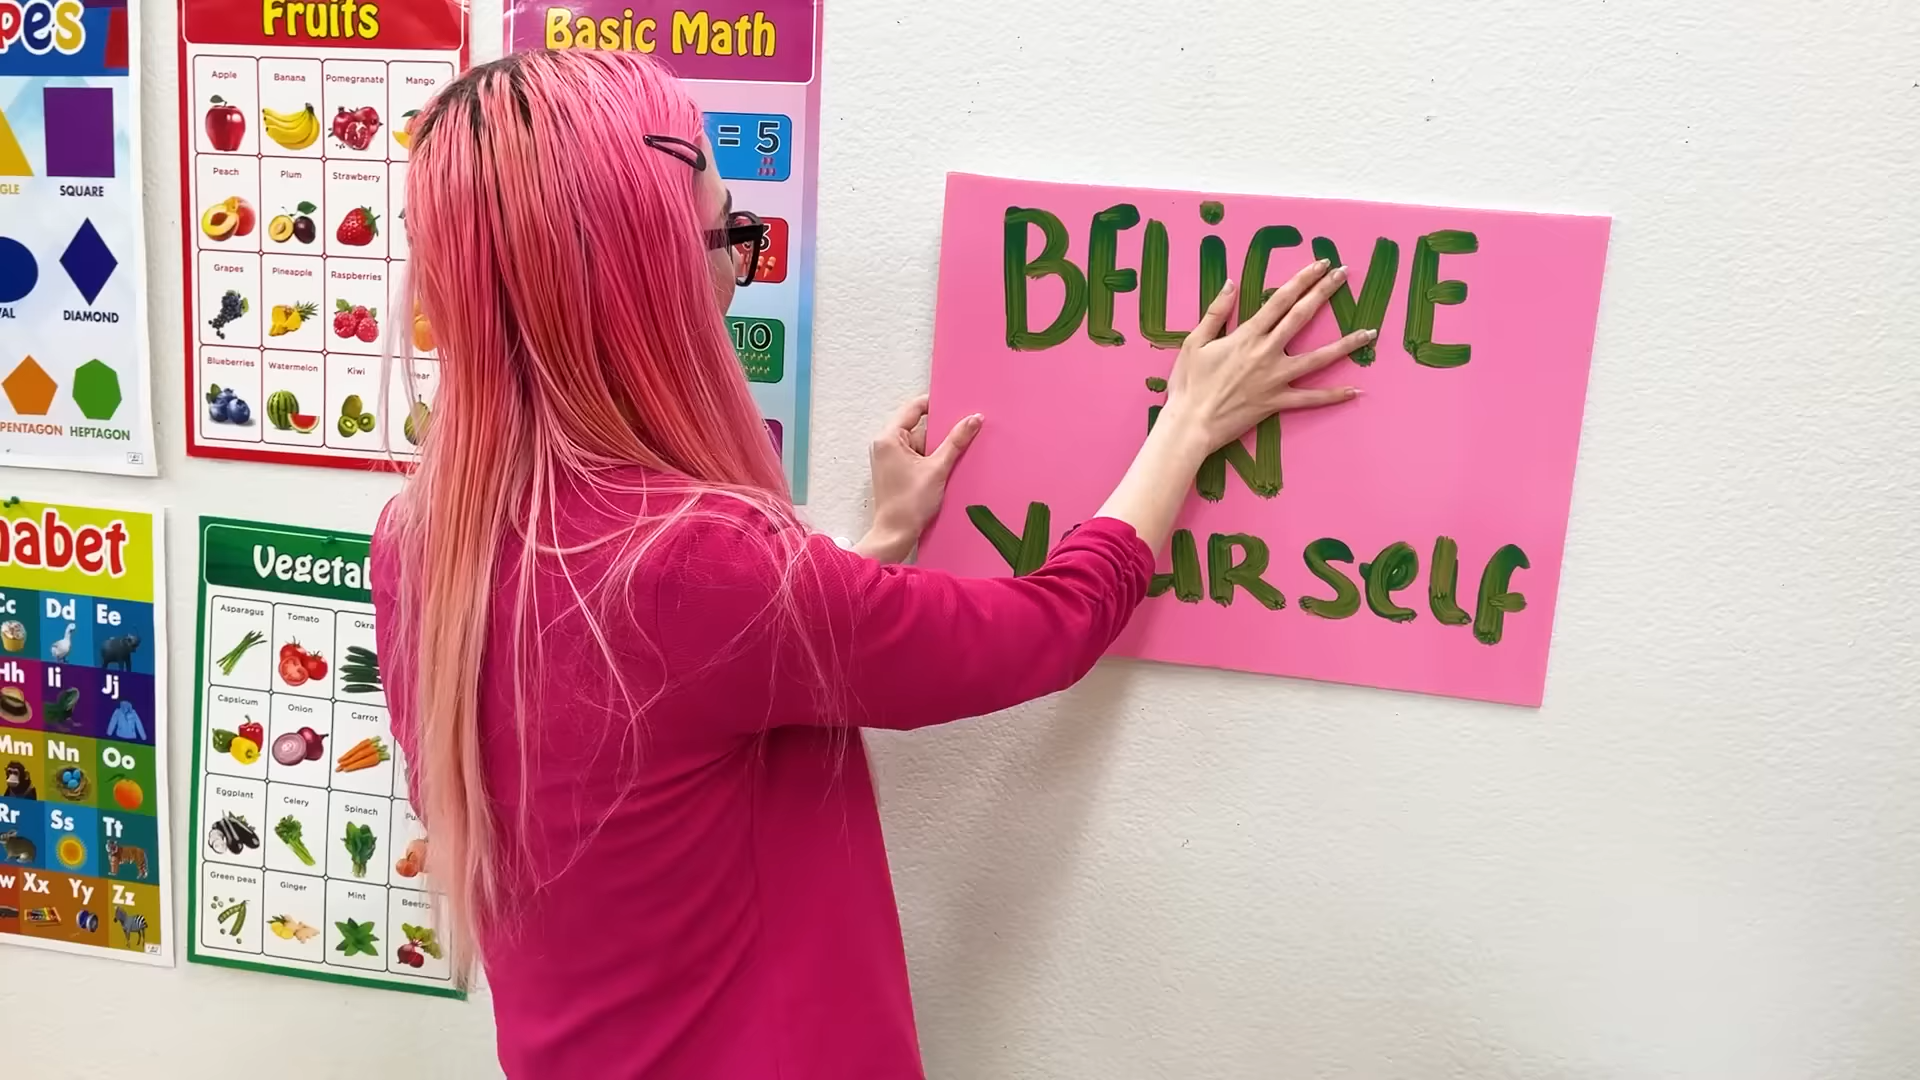 Fruits
Apple
Banana
Pomegranate
Mango
Peach
Plum
Strawberry
Grapes
Pineapple
Raspberries
Blueberries
Watermelon
Kiwi
Basic Math
= 5
10
SQUARE
DIAMOND
PENTAGON
HEPTAGON
Cc
Dd
Ee
Hh
Ii
Jj
Mm
Nn
Oo
Rr
Ss
Tt
Xx
Yy
Zz
Asparagus
Tomato
Okra
Capsicum
Onion
Carrot
Eggplant
Celery
Spinach
Green peas
Ginger
Mint
BELiEVE
iN
YOURSelf